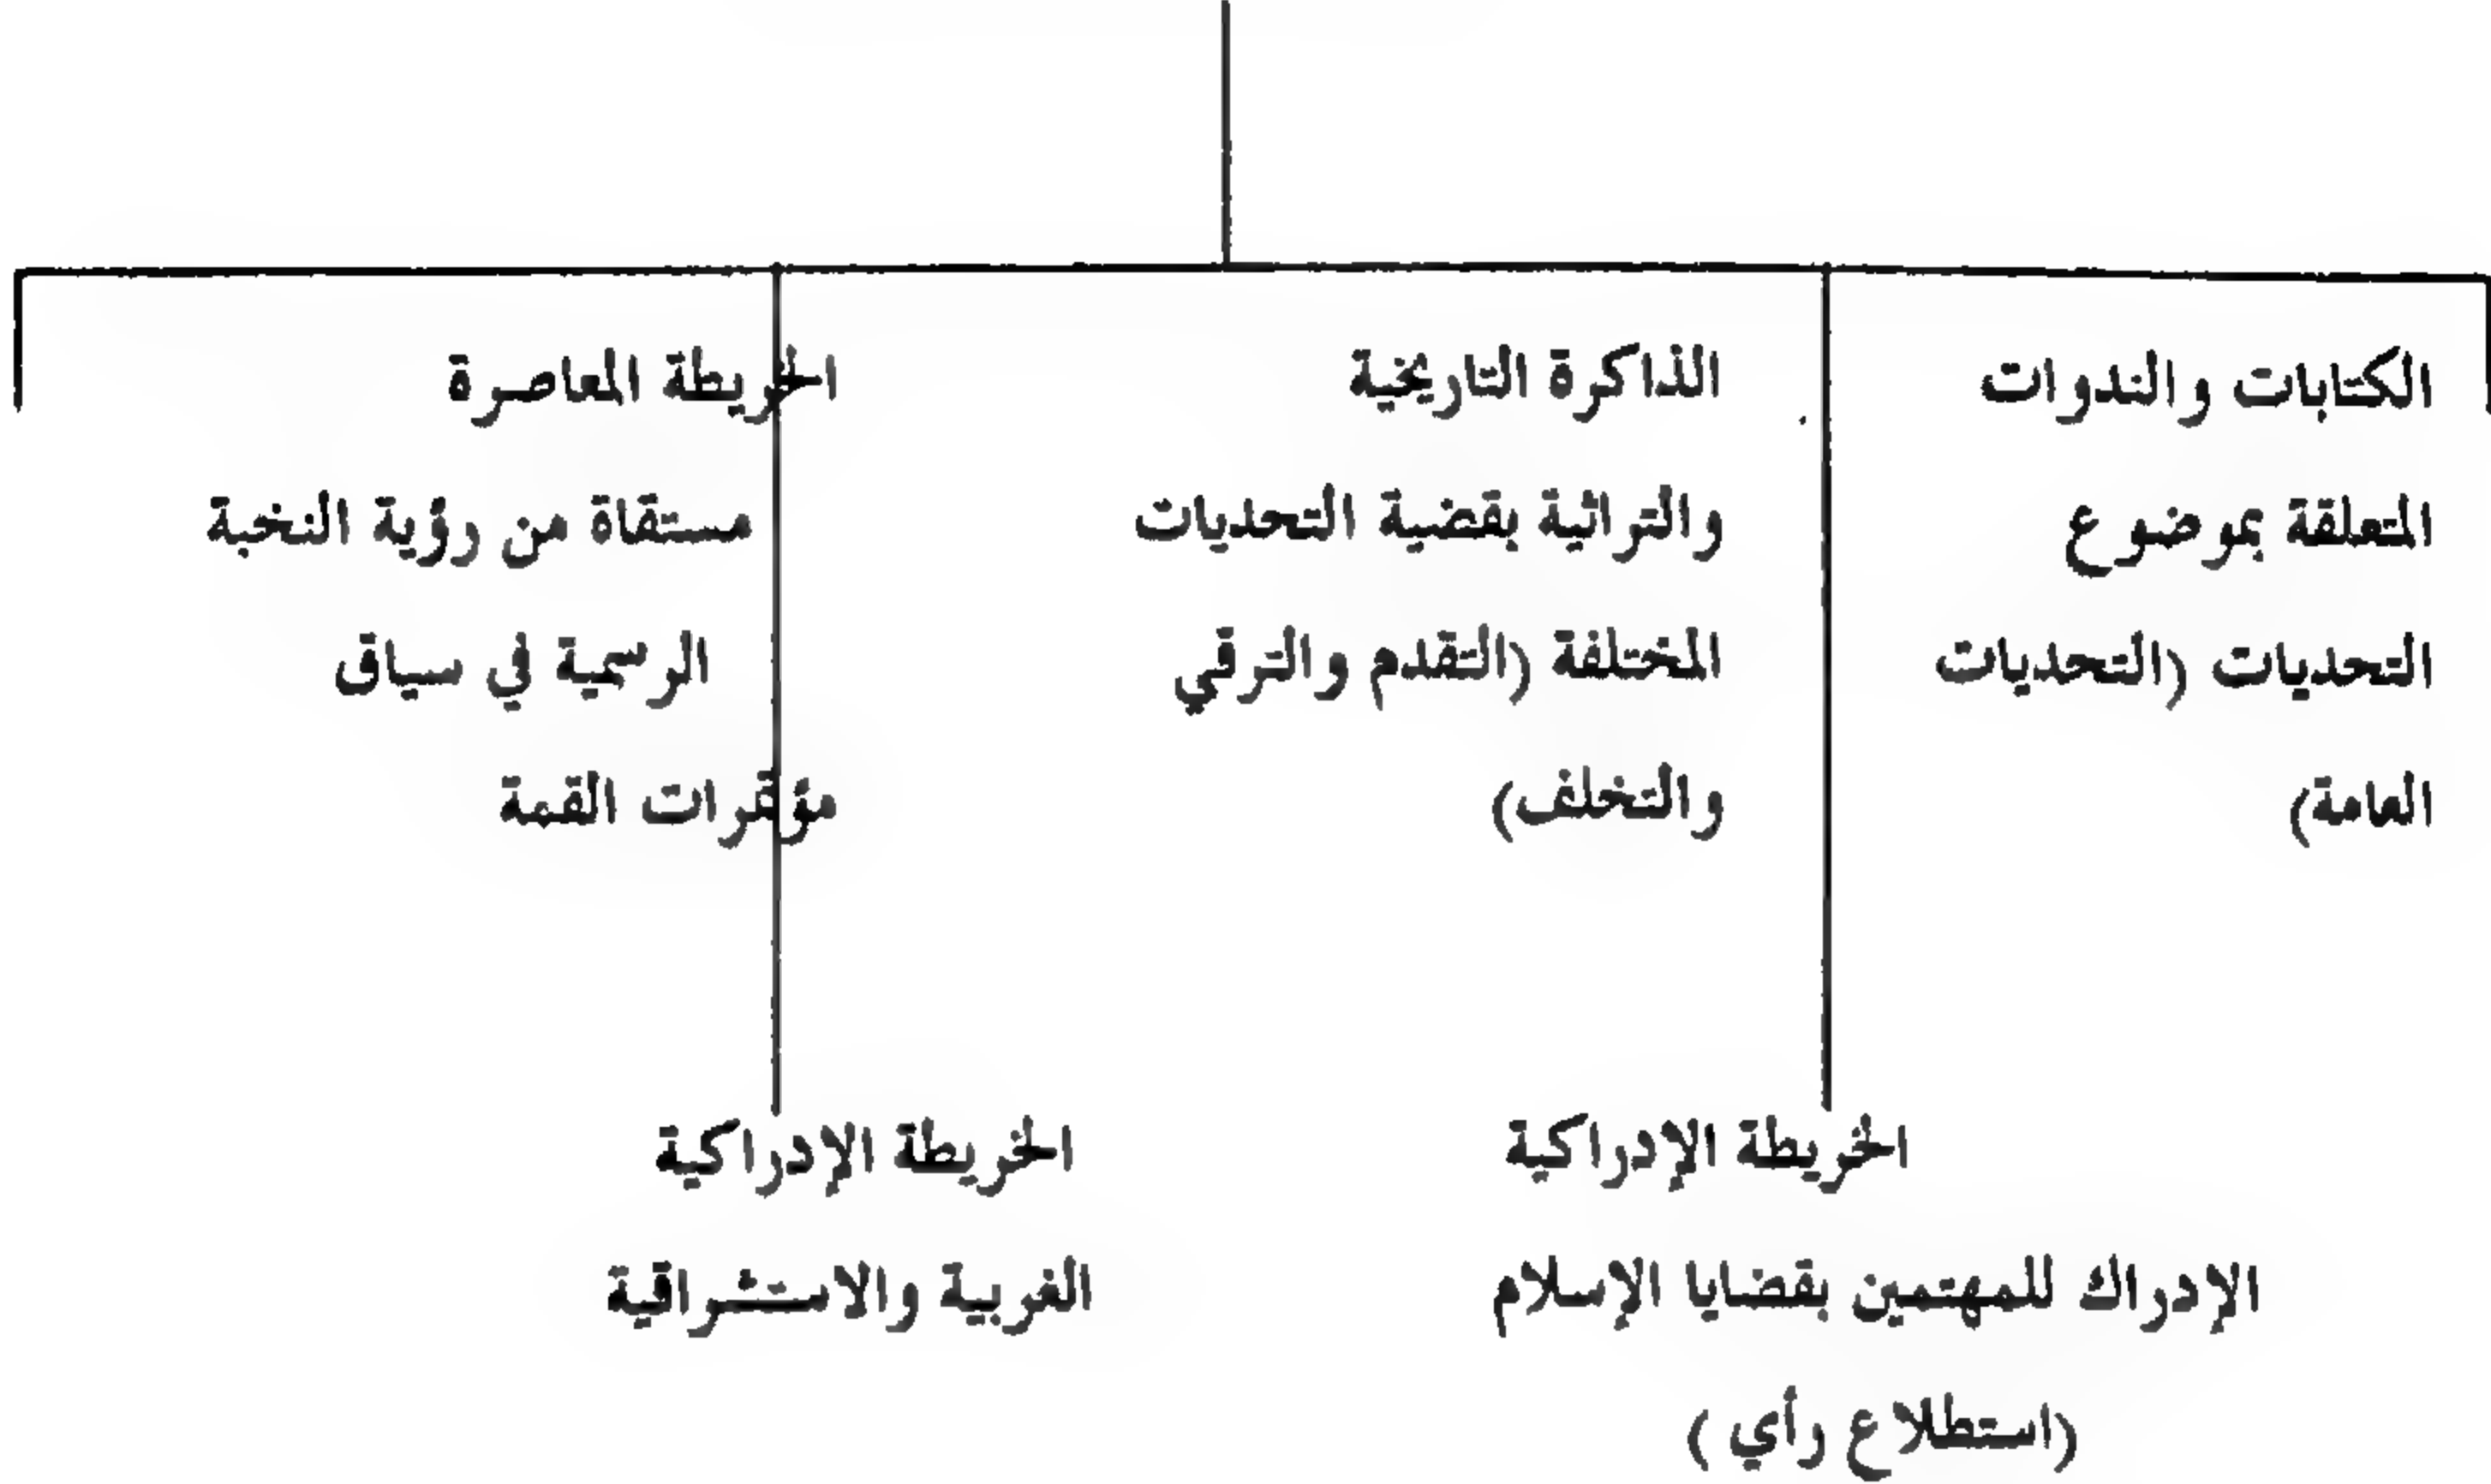 الكتابات والندوات
المتعلقة بموضوع
التحديات (التحديات
العامة)
الذاكرة التاريخية
والتراثية بقضية التحديات
المختلفة (التقدم والترقي
والتخلف)
الخريطة المعاصرة
مستقاة من رؤية النخبة
الرسمية في سياق
مؤتمرات القمة
الخريطة الإدراكية
الإدراك للمهتمين بقضايا الإسلام
(استطلاع رأي )
الخريطة الإدراكية
الغربية والاستشراقية